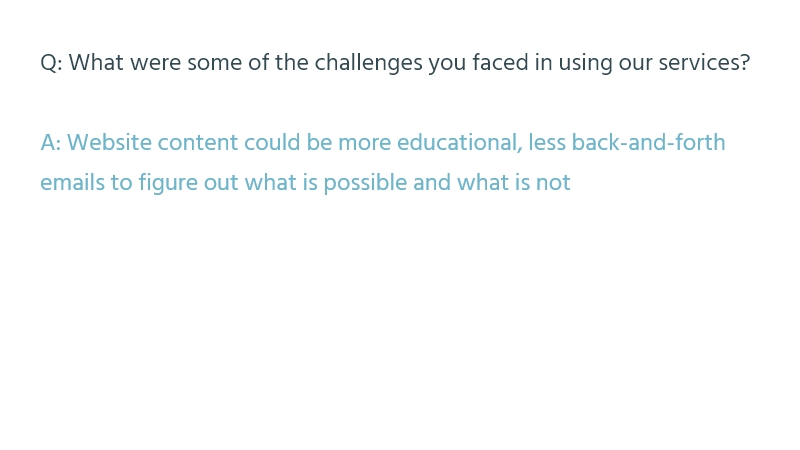 Q: What were some of the challenges you faced in using our services?
A: Website content could be more educational, less back-and-forth
emails to figure out what is possible and what is not